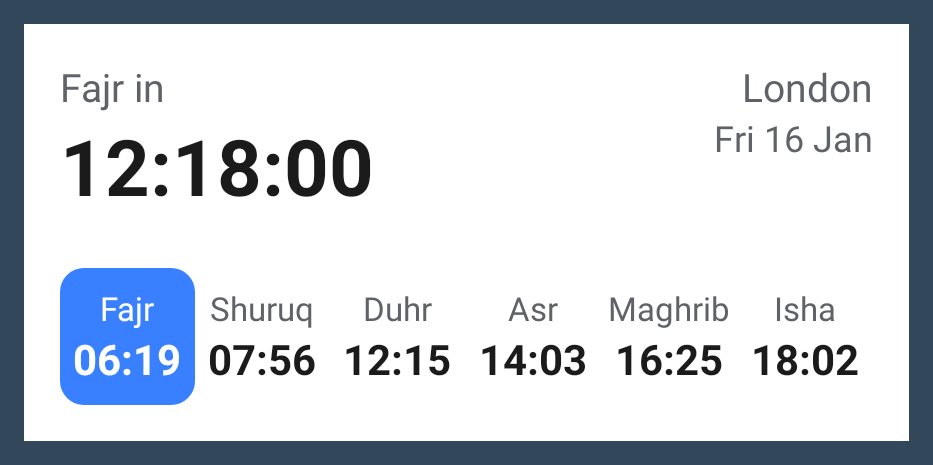 Fajr in
12:18:00
London
Fri 16 Jan
Fajr Shuruq Duhr Asr Maghrib Isha
06:19 07:56 12:15 14:03 16:25 18:02